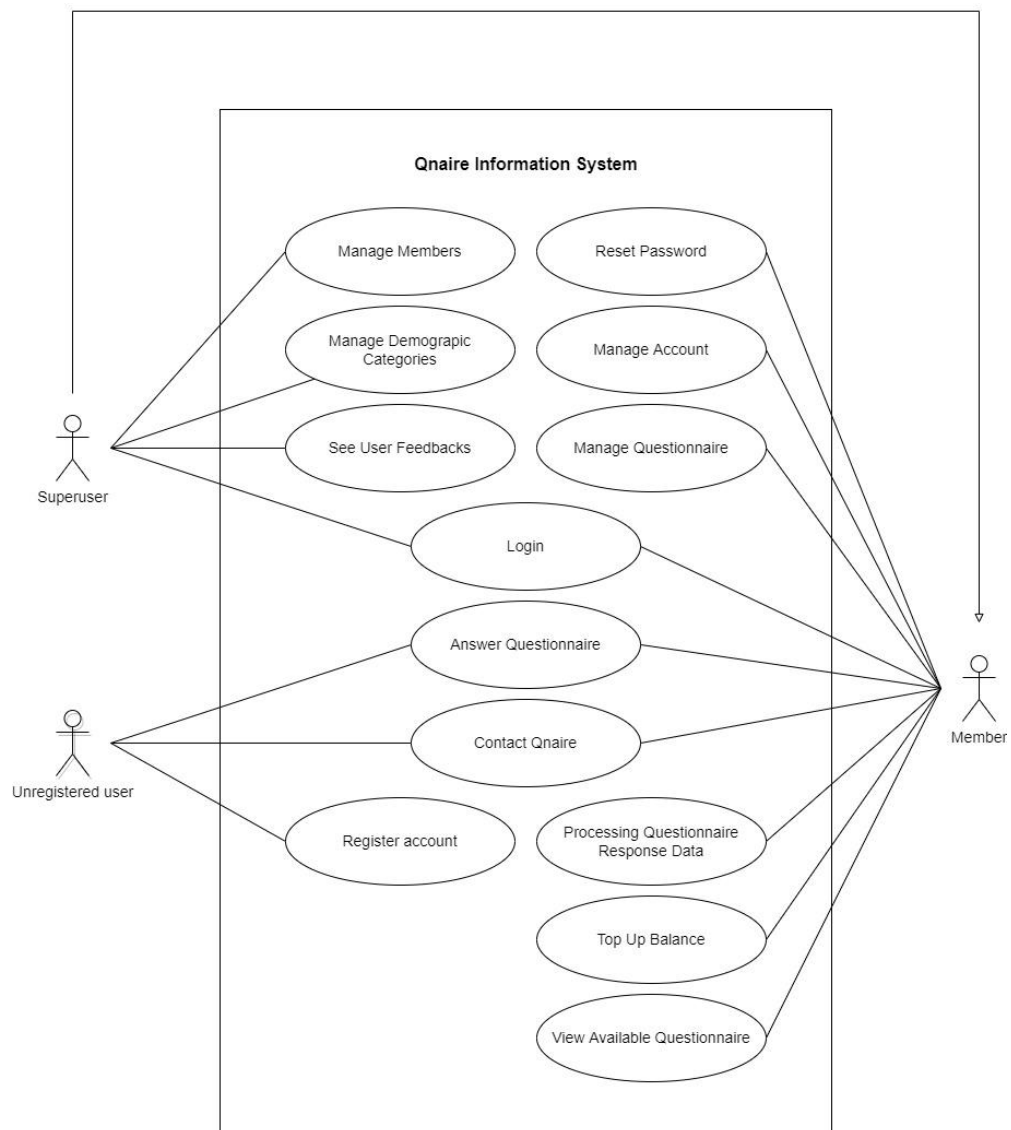 Qnaire Information System
Manage Members
Reset Password
Manage Demograpic
Categories
Manage Account
See User Feedbacks
Manage Questionnaire
Superuser
Login
Answer Questionnaire
Contact Qnaire
Member
Unregistered user
Register account
Processing Questionnaire
Response Data
Top Up Balance
View Available Questionnaire